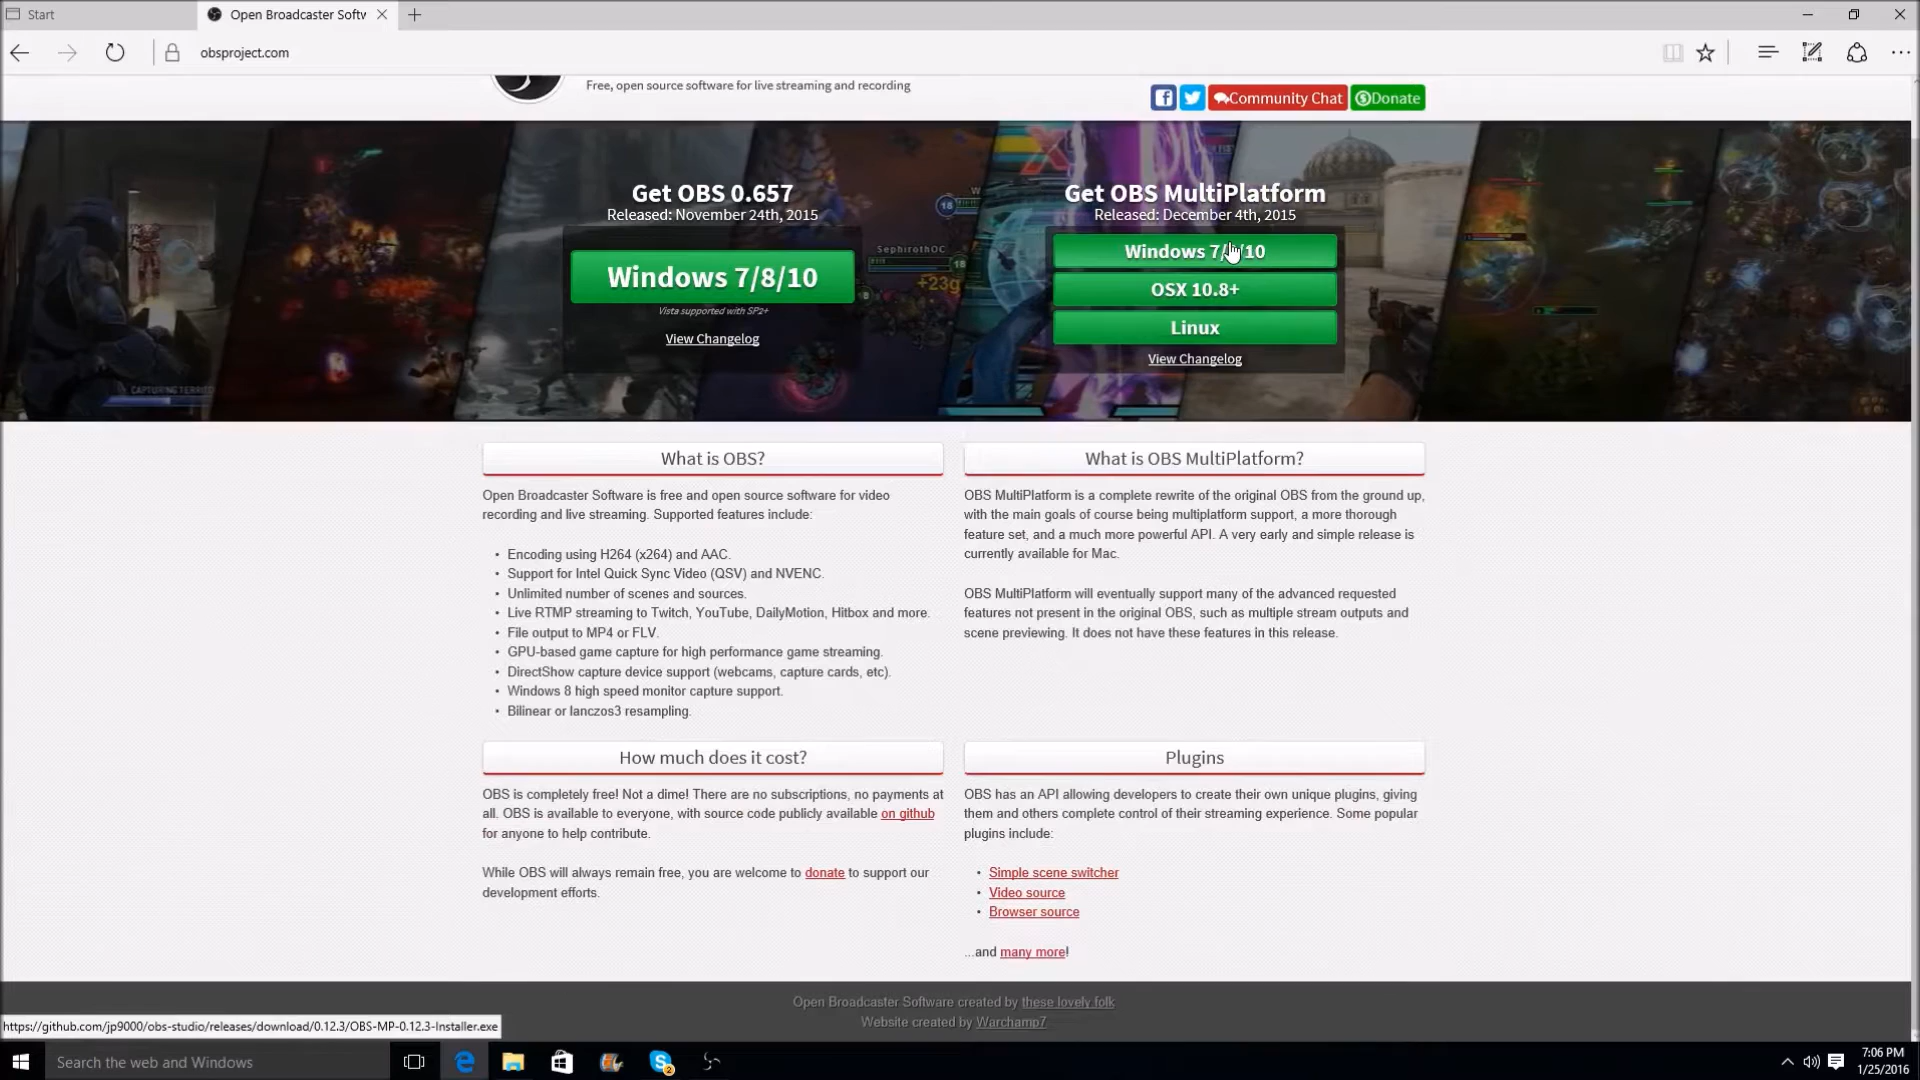 Start
Open Broadcaster Softw
obsproject.com
Free, open source software for live streaming and recording
Community Chat
Donate
Get OBS 0.657
Released: November 24th, 2015
Windows 7/8/10
Vista supported with SP2+
View Changelog
Get OBS MultiPlatform
Released: December 4th, 2015
Windows 7/8/10
OSX 10.8+
Linux
View Changelog
SephirothOC
18
18
8
+23g
CAPTURING
What is OBS?
Open Broadcaster Software is free and open source software for video
recording and live streaming. Supported features include:
• Encoding using H264 (x264) and AAC.
• Support for Intel Quick Sync Video (QSV) and NVENC.
• Unlimited number of scenes and sources.
• Live RTMP streaming to Twitch, YouTube, DailyMotion, Hitbox and more.
• File output to MP4 or FLV.
• GPU-based game capture for high performance game streaming.
• DirectShow capture device support (webcams, capture cards, etc).
• Windows 8 high speed monitor capture support.
• Bilinear or lanczos3 resampling.
What is OBS MultiPlatform?
OBS MultiPlatform is a complete rewrite of the original OBS from the ground up,
with the main goals of course being multiplatform support, a more thorough
feature set, and a much more powerful API. A very early and simple release is
currently available for Mac.
OBS MultiPlatform will eventually support many of the advanced requested
features not present in the original OBS, such as multiple stream outputs and
scene previewing. It does not have these features in this release.
How much does it cost?
OBS is completely free! Not a dime! There are no subscriptions, no payments at
all. OBS is available to everyone, with source code publicly available on github
for anyone to help contribute.
While OBS will always remain free, you are welcome to donate to support our
development efforts.
Plugins
OBS has an API allowing developers to create their own unique plugins, giving
them and others complete control of their streaming experience. Some popular
plugins include:
• Simple scene switcher
• Video source
• Browser source
...and many more!
Open Broadcaster Software created by these lovely folk
Website created by Warchamp7
https://github.com/jp9000/obs-studio/releases/download/0.12.3/OBS-MP-0.12.3-Installer.exe
Search the web and Windows
2
7:06 PM
1/25/2016